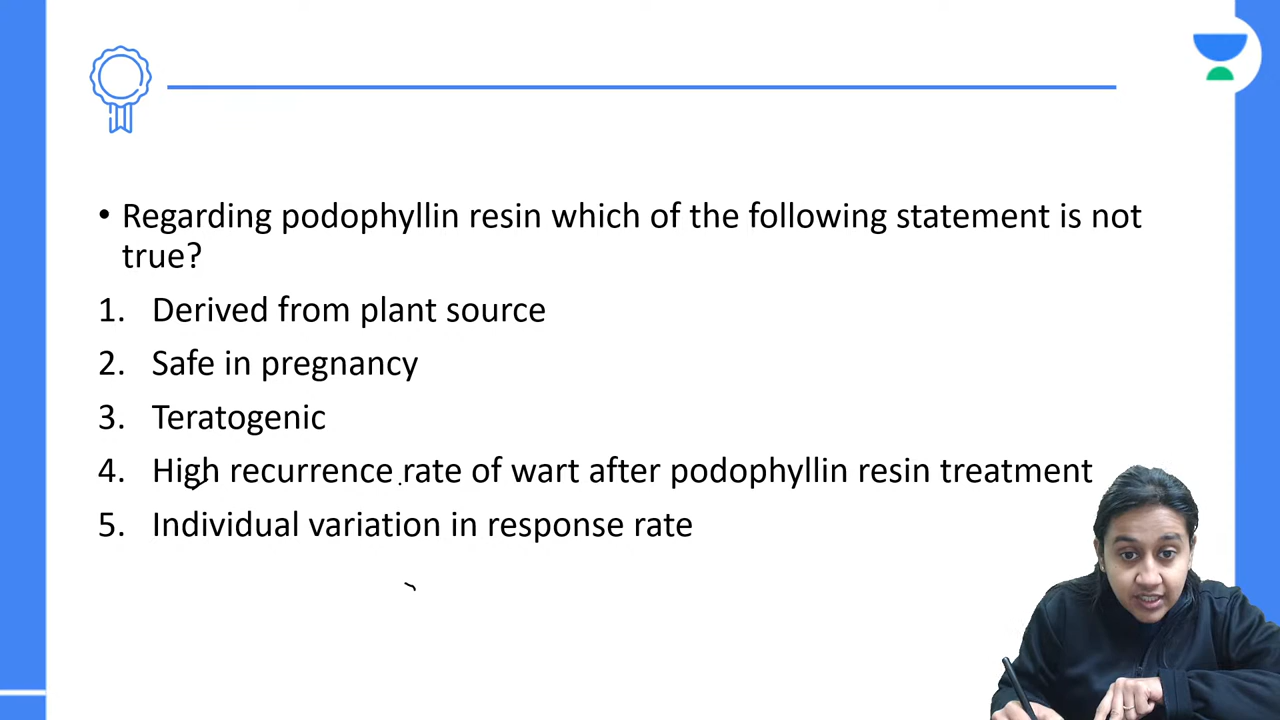 • Regarding podophyllin resin which of the following statement is not
true?
1. Derived from plant source
2. Safe in pregnancy
3. Teratogenic
4. High recurrence rate of wart after podophyllin resin treatment
5. Individual variation in response rate